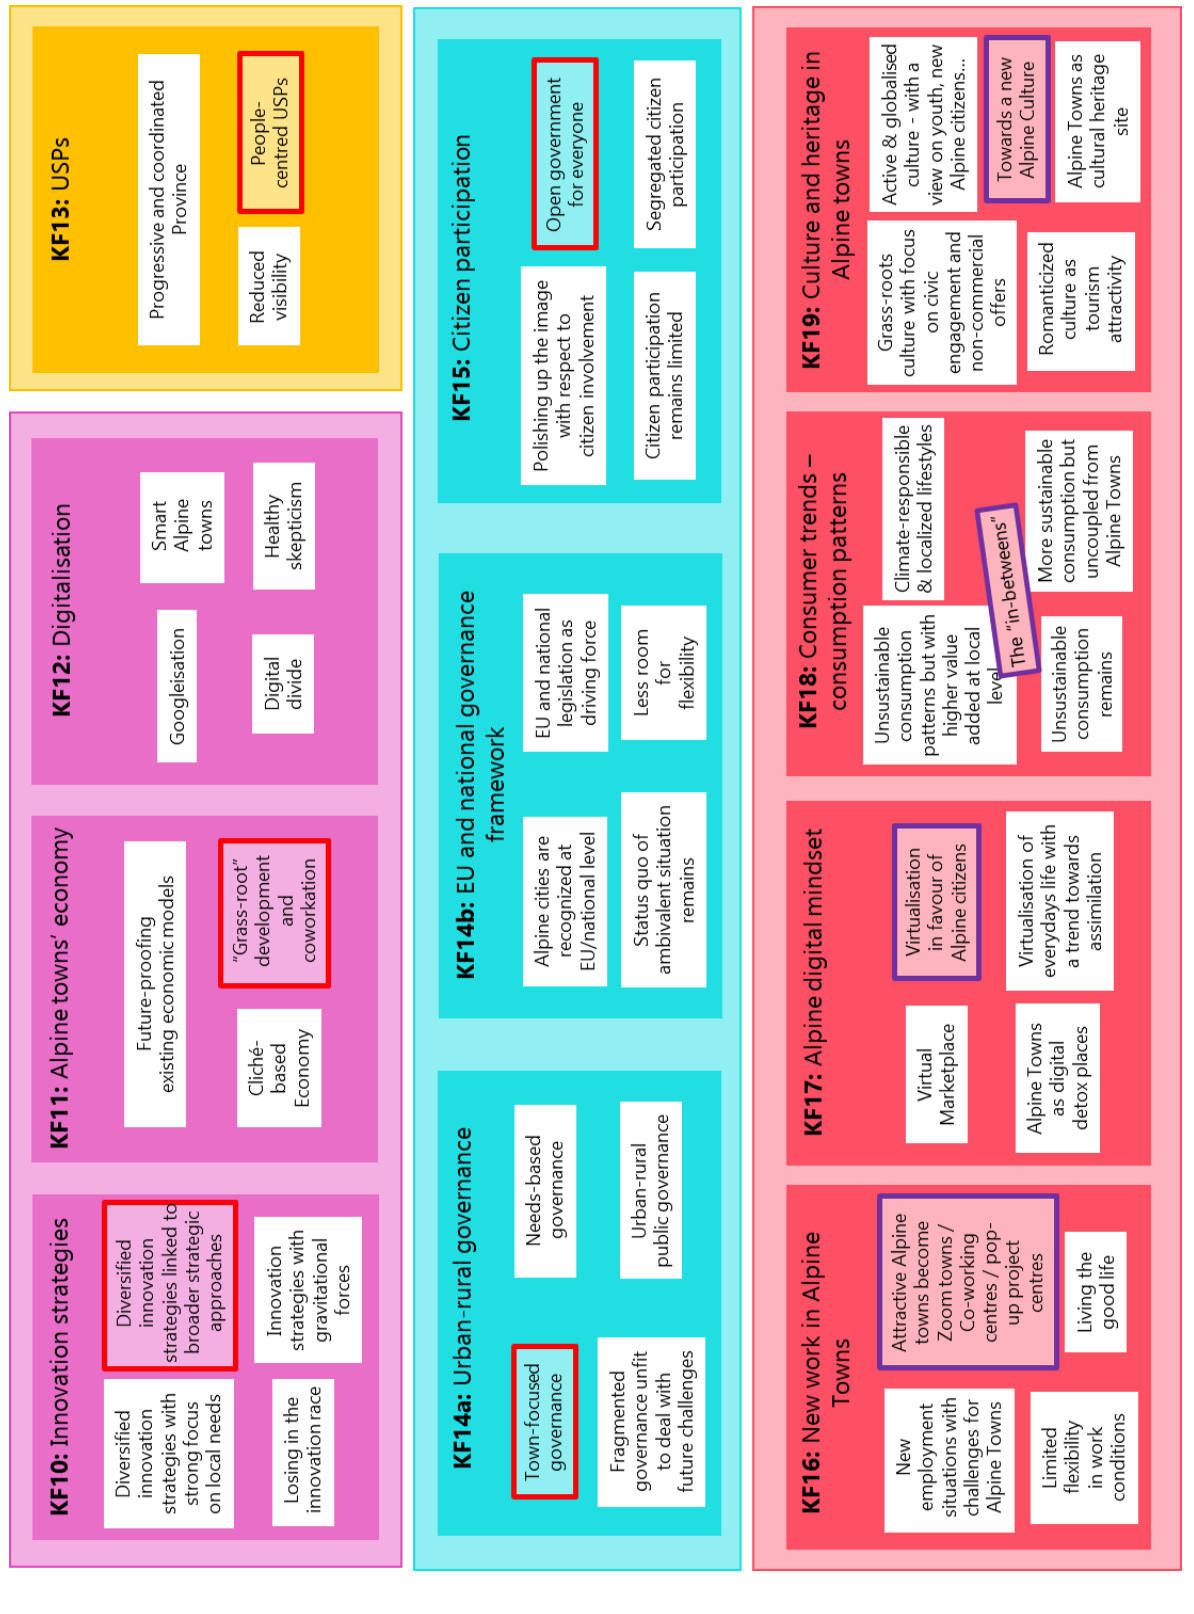 KF10: Innovation strategies
Diversified
innovation
strategies with
strong focus
on local needs
Diversified
innovation
strategies linked to
broader strategic
approaches
Losing in the
innovation race
Innovation
strategies with
gravitational
forces
KF11: Alpine towns’ economy
Future-proofing
existing economic models
Cliché-
based
Economy
“Grass-root”
development
and
coworkation
KF12: Digitalisation
Googleisation
Smart
Alpine
towns
Digital
divide
Healthy
skepticism
KF13: USPs
Progressive and coordinated
Province
Reduced
visibility
People-
centred USPs
KF14a: Urban-rural governance
Town-focused
governance
Needs-based
governance
Fragmented
governance unfit
to deal with
future challenges
Urban-rural
public governance
KF14b: EU and national governance
framework
Alpine cities are
recognized at
EU/national level
EU and national
legislation as
driving force
Status quo of
ambivalent situation
remains
Less room
for
flexibility
KF15: Citizen participation
Polishing up the image
with respect to
citizen involvement
Open government
for everyone
Citizen participation
remains limited
Segregated citizen
participation
KF16: New work in Alpine
Towns
New
employment
situations with
challenges for
Alpine Towns
Attractive Alpine
towns become
Zoom towns /
Co-working
centres / pop-
up project
centres
Limited
flexibility
in work
conditions
Living the
good life
KF17: Alpine digital mindset
Virtual
Marketplace
Virtualisation
in favour of
Alpine citizens
Alpine Towns
as digital
detox places
Virtualisation of
everydays life with
a trend towards
assimilation
KF18: Consumer trends –
consumption patterns
Unsustainable
consumption
patterns but with
higher value
added at local
level
Climate-responsible
& localized lifestyles
The “in-betweens”
Unsustainable
consumption
remains
More sustainable
consumption but
uncoupled from
Alpine Towns
KF19: Culture and heritage in
Alpine towns
Grass-roots
culture with focus
on civic
engagement and
non-commercial
offers
Active & globalised
culture - with a
view on youth, new
Alpine citizens...
Towards a new
Alpine Culture
Romanticized
culture as
tourism
attractivity
Alpine Towns as
cultural heritage
site